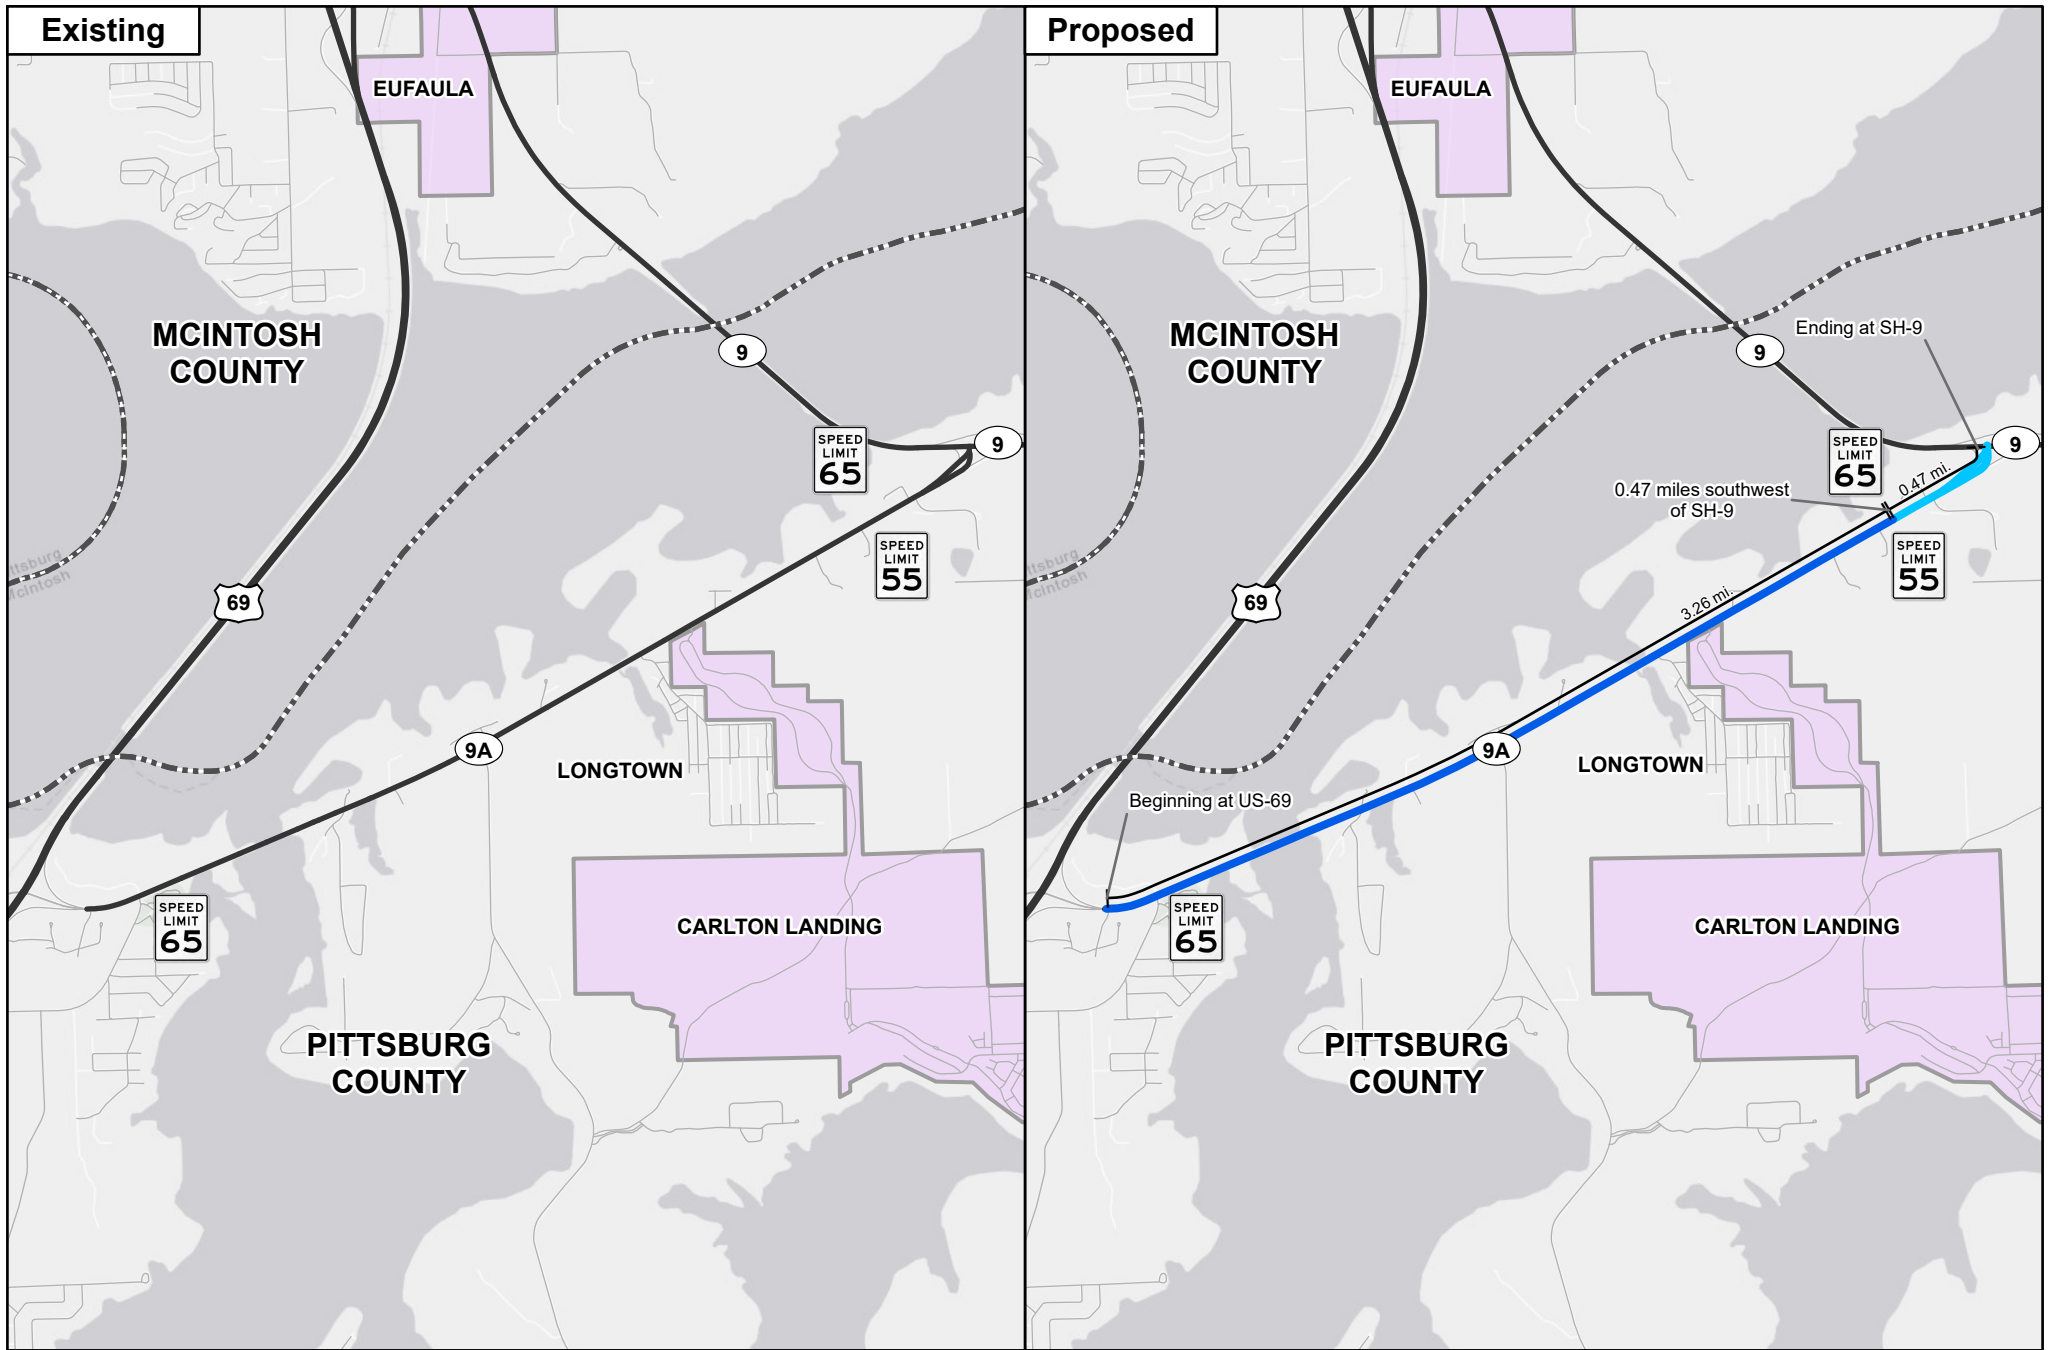 Existing
EUFAULA
MCINTOSH
COUNTY
9
SPEED
LIMIT
65
9
SPEED
LIMIT
55
69
9A
LONGTOWN
SPEED
LIMIT
65
CARLTON LANDING
PITTSBURG
COUNTY
Proposed
EUFAULA
MCINTOSH
COUNTY
Ending at SH-9
9
SPEED
LIMIT
65
9
0.47 mi.
0.47 miles southwest
of SH-9
SPEED
LIMIT
55
69
3.26 mi.
9A
LONGTOWN
Beginning at US-69
SPEED
LIMIT
65
CARLTON LANDING
PITTSBURG
COUNTY